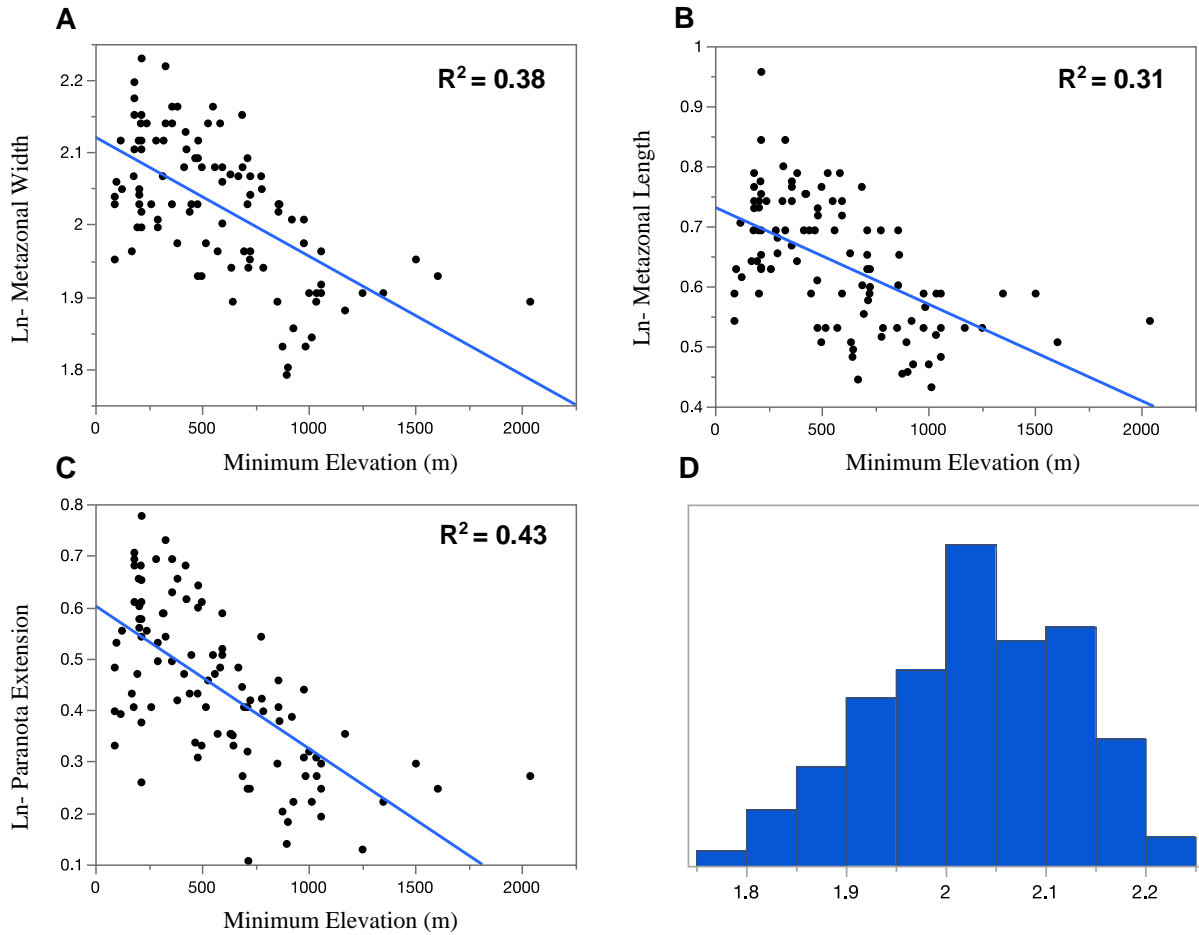 A
R² = 0.38
Ln- Metazonal Width
2.2
2.1
2
1.9
1.8
0 500 1000 1500 2000
Minimum Elevation (m)
B
R² = 0.31
Ln- Metazonal Length
1
0.9
0.8
0.7
0.6
0.5
0.4
0 500 1000 1500 2000
Minimum Elevation (m)
C
R² = 0.43
Ln- Paranota Extension
0.8
0.7
0.6
0.5
0.4
0.3
0.2
0.1
0 500 1000 1500 2000
Minimum Elevation (m)
D
1.8 1.9 2 2.1 2.2